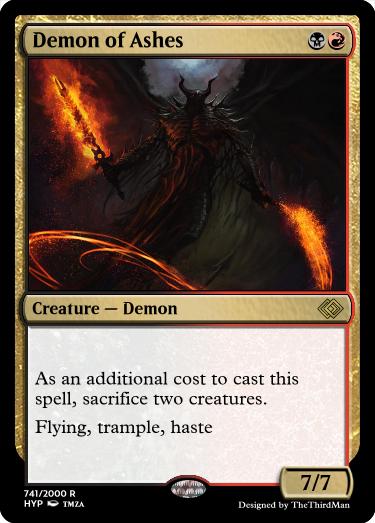 Demon of Ashes
Creature — Demon
As an additional cost to cast this
spell, sacrifice two creatures.
Flying, trample, haste
7/7
741/2000 R
HYP TMZA
Designed by TheThirdMan